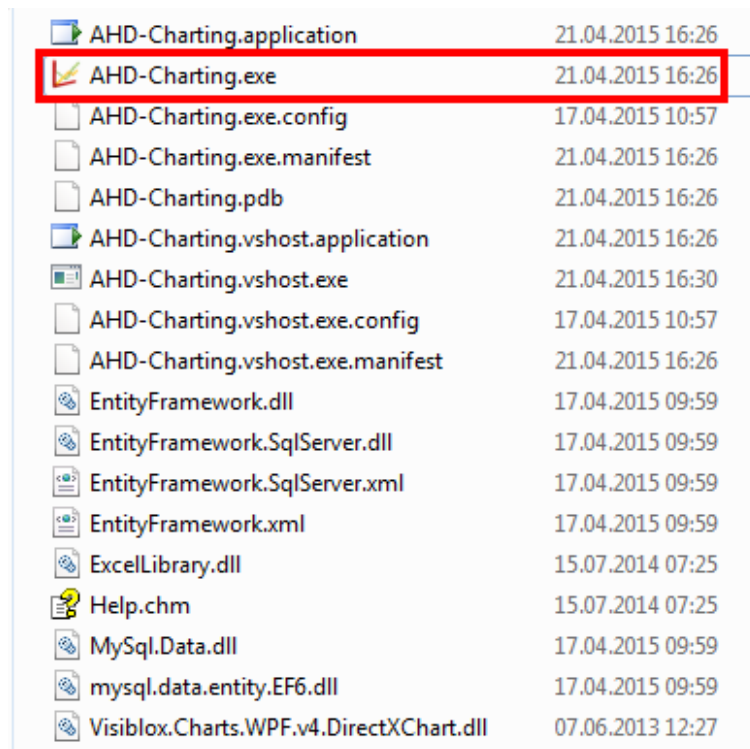 AHD-Charting.application 21.04.2015 16:26
AHD-Charting.exe 21.04.2015 16:26
AHD-Charting.exe.config 17.04.2015 10:57
AHD-Charting.exe.manifest 21.04.2015 16:26
AHD-Charting.pdb 21.04.2015 16:26
AHD-Charting.vshost.application 21.04.2015 16:26
AHD-Charting.vshost.exe 21.04.2015 16:30
AHD-Charting.vshost.exe.config 17.04.2015 10:57
AHD-Charting.vshost.exe.manifest 21.04.2015 16:26
EntityFramework.dll 17.04.2015 09:59
EntityFramework.SqlServer.dll 17.04.2015 09:59
EntityFramework.SqlServer.xml 17.04.2015 09:59
EntityFramework.xml 17.04.2015 09:59
ExcelLibrary.dll 15.07.2014 07:25
Help.chm 15.07.2014 07:25
MySql.Data.dll 17.04.2015 09:59
mysql.data.entity.EF6.dll 17.04.2015 09:59
Visiblox.Charts.WPF.v4.DirectXChart.dll 07.06.2013 12:27